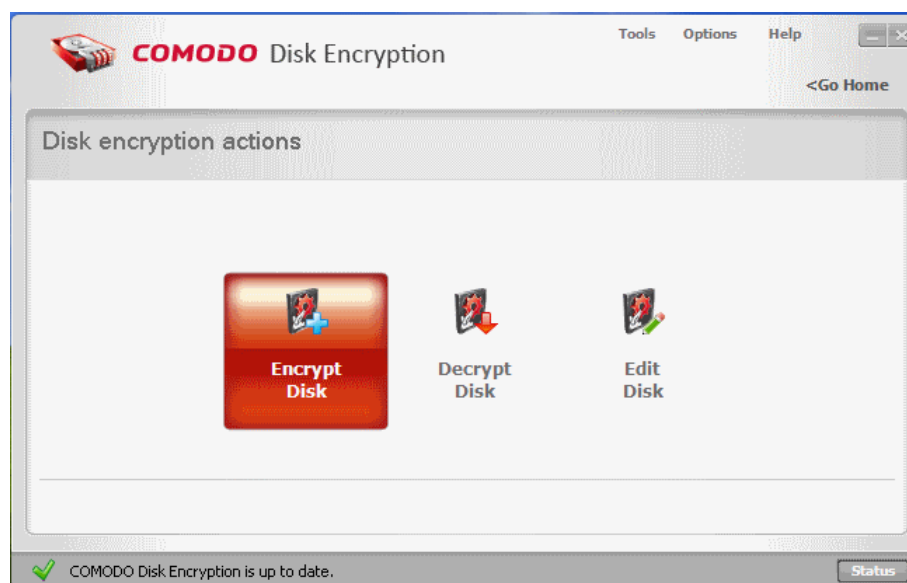 COMODO Disk Encryption
Tools Options Help
<Go Home
Disk encryption actions
Encrypt Disk
Decrypt Disk
Edit Disk
COMODO Disk Encryption is up to date.
Status